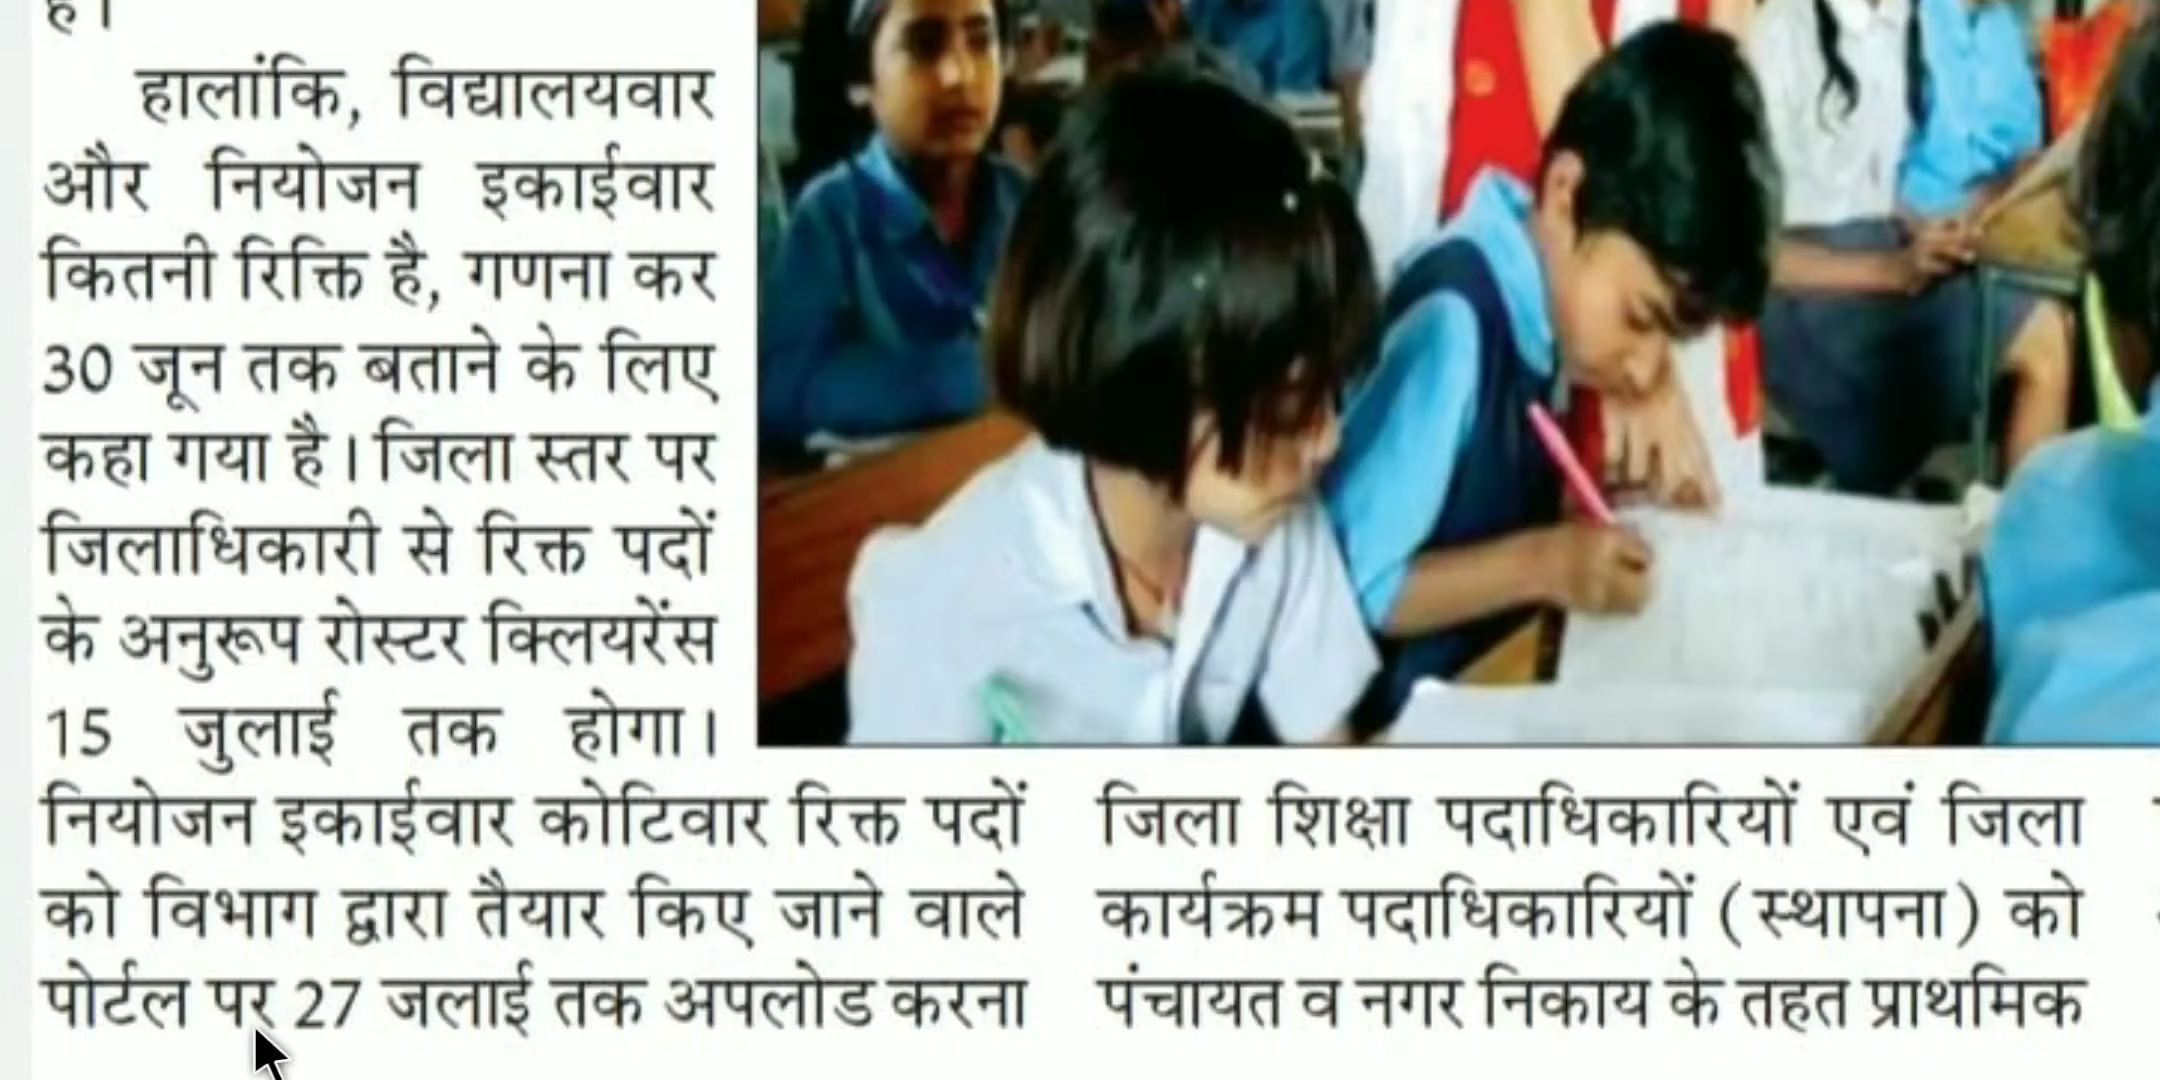 है।
हालांकि, विद्यालयवार
और नियोजन इकाईवार
कितनी रिक्ति है, गणना कर
30 जून तक बताने के लिए
कहा गया है। जिला स्तर पर
जिलाधिकारी से रिक्त पदों
के अनुरूप रोस्टर क्लियरेंस
15 जुलाई तक होगा।
नियोजन इकाईवार कोटिवार रिक्त पदों
को विभाग द्वारा तैयार किए जाने वाले
पोर्टल पर 27 जलाई तक अपलोड करना
जिला शिक्षा पदाधिकारियों एवं जिला
कार्यक्रम पदाधिकारियों (स्थापना) को
पंचायत व नगर निकाय के तहत प्राथमिक